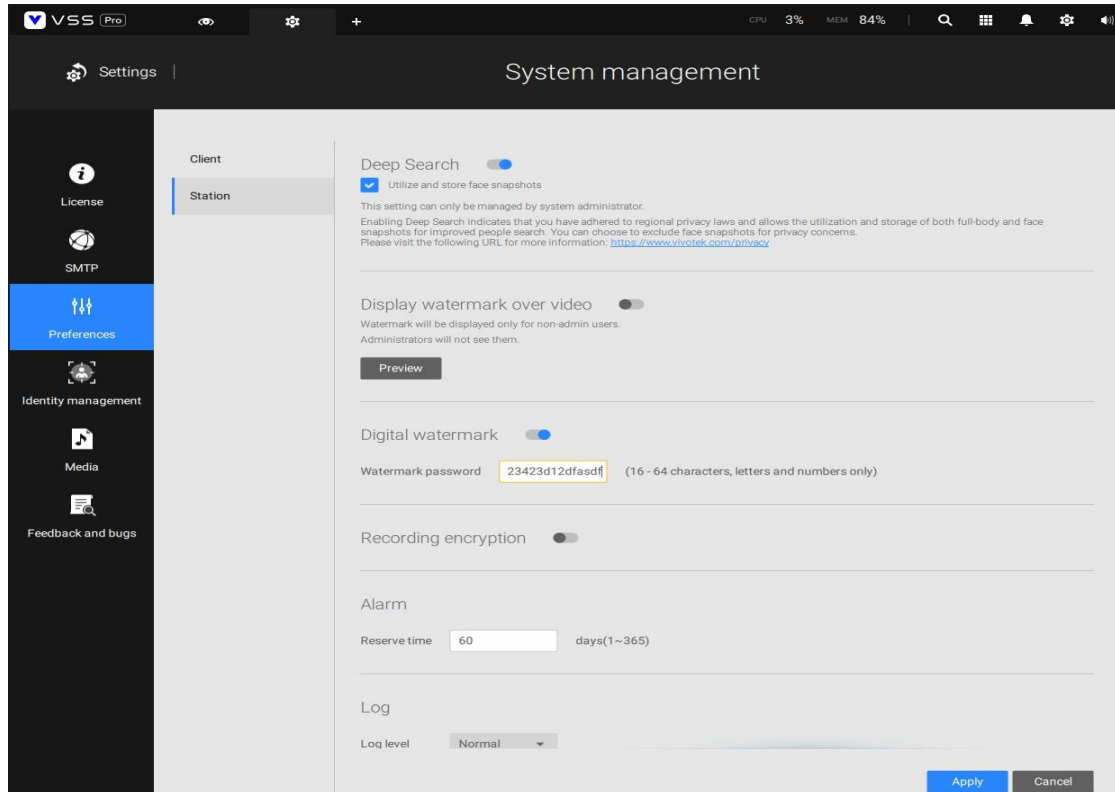 VSS Pro
CPU 3% MEM 84%
Settings
System management
License
SMTP
Preferences
Identity management
Media
Feedback and bugs
Client
Station
Deep Search
Utilize and store face snapshots
This setting can only be managed by system administrator.
Enabling Deep Search indicates that you have adhered to regional privacy laws and allows the utilization and storage of both full-body and face
snapshots for improved people search. You can choose to exclude face snapshots for privacy concerns.
Please visit the following URL for more information: https://www.vivotek.com/privacy
Display watermark over video
Watermark will be displayed only for non-admin users.
Administrators will not see them.
Preview
Digital watermark
Watermark password 23423d12dfasdf (16 - 64 characters, letters and numbers only)
Recording encryption
Alarm
Reserve time 60 days(1~365)
Log
Log level Normal
Apply Cancel